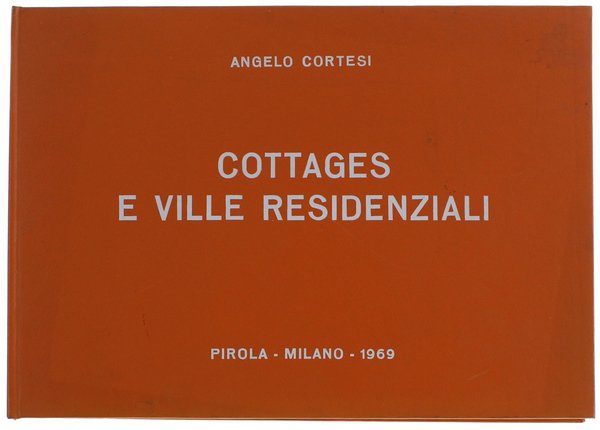 ANGELO CORTESI
COTTAGES
E VILLE RESIDENZIALI
PIROLA - MILANO - 1969